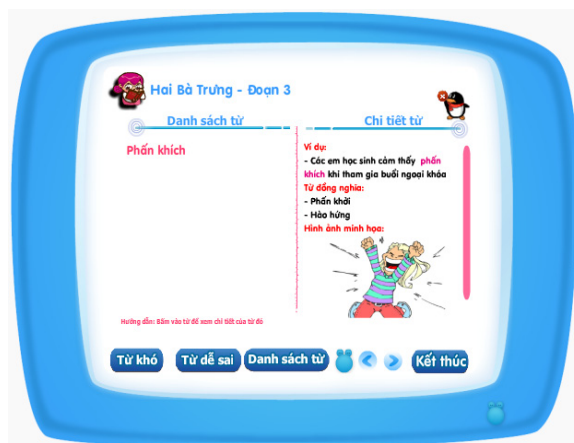 Hai Bà Trưng - Đoạn 3
Danh sách từ
Phấn khích
Hướng dẫn: Bấm vào từ để xem chi tiết của từ đó
Chi tiết từ
Ví dụ:
- Các em học sinh cảm thấy phấn
khích khi tham gia buổi ngoại khóa
Từ đồng nghĩa:
- Phấn khởi
- Hào hứng
Hình ảnh minh họa:
Từ khó
Từ dễ sai
Danh sách từ
Kết thúc